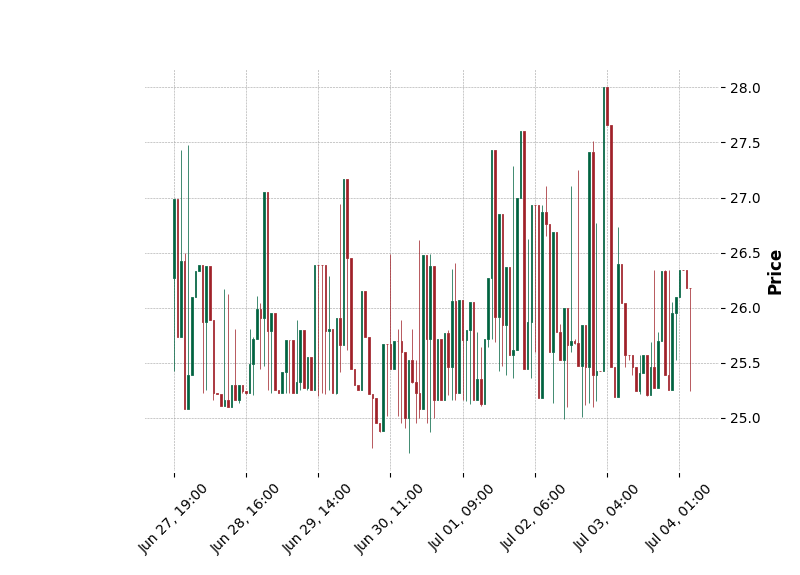 28.0
27.5
27.0
26.5
26.0
25.5
25.0
Price
Jun 27, 19:00
Jun 28, 16:00
Jun 29, 14:00
Jun 30, 11:00
Jul 01, 09:00
Jul 02, 06:00
Jul 03, 04:00
Jul 04, 01:00